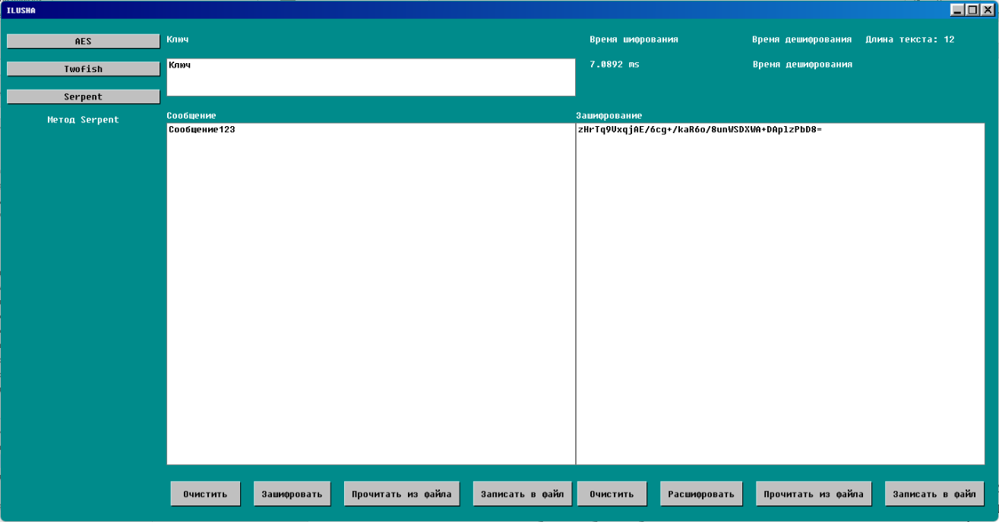 ILUSHA
AES
Twofish
Serpent
Метод Serpent
Ключ
Ключ
Время шифрования
Время дешифрования
Длина текста: 12
7.0892 ms
Время дешифрования
Сообщение
Сообщение123
Зашифрование
zHrTq9VxqjAE/6cg+/kaR6o/8unWSDXWA+DAplzPbD8=
Очистить
Зашифровать
Прочитать из файла
Записать в файл
Очистить
Расшифровать
Прочитать из файла
Записать в файл